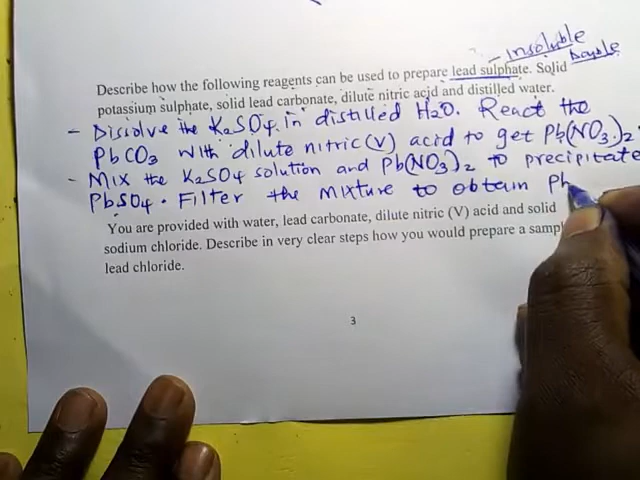 Insoluble
Describe how the following reagents can be used to prepare lead sulphate. Solid
potassium sulphate, solid lead carbonate, dilute nitric acid and distilled water.
- Dissolve the K2SO4 in distilled H2O. React the
PbCO3 with dilute nitric (V) acid to get Pb(NO3)2.
- Mix the K2SO4 solution and Pb(NO3)2 to precipitate
PbSO4. Filter the mixture to obtain Pb
You are provided with water, lead carbonate, dilute nitric (V) acid and solid
sodium chloride. Describe in very clear steps how you would prepare a
lead chloride.
3